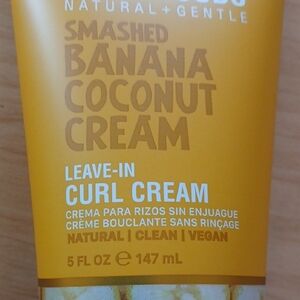 NATURAL + GENTLE
SMASHED
BANANA
COCONUT
CREAM
LEAVE-IN
CURL CREAM
CREMA PARA RIZOS SIN ENJUAGUE
CRÈME BOUCLANTE SANS RINÇAGE
NATURAL | CLEAN | VEGAN
5 FL OZ ℮ 147 mL